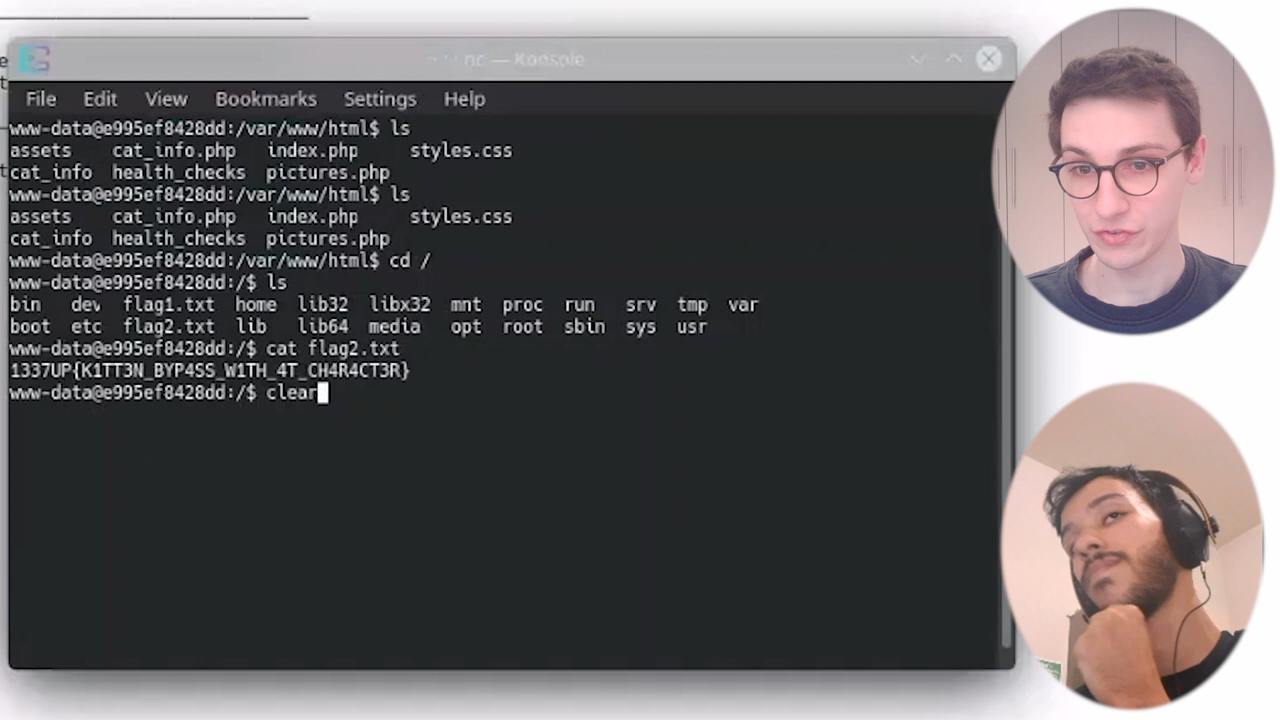 nc — Konsole
File Edit View Bookmarks Settings Help
www-data@e995ef8428dd:/var/www/html$ ls
assets cat_info.php index.php styles.css
cat_info health_checks pictures.php
www-data@e995ef8428dd:/var/www/html$ ls
assets cat_info.php index.php styles.css
cat_info health_checks pictures.php
www-data@e995ef8428dd:/var/www/html$ cd /
www-data@e995ef8428dd:/$ ls
bin dev flag1.txt home lib32 libx32 mnt proc run srv tmp var
boot etc flag2.txt lib lib64 media opt root sbin sys usr
www-data@e995ef8428dd:/$ cat flag2.txt
1337UP{K1TT3N_BYP4SS_W1TH_4T_CH4R4CT3R}
www-data@e995ef8428dd:/$ clear